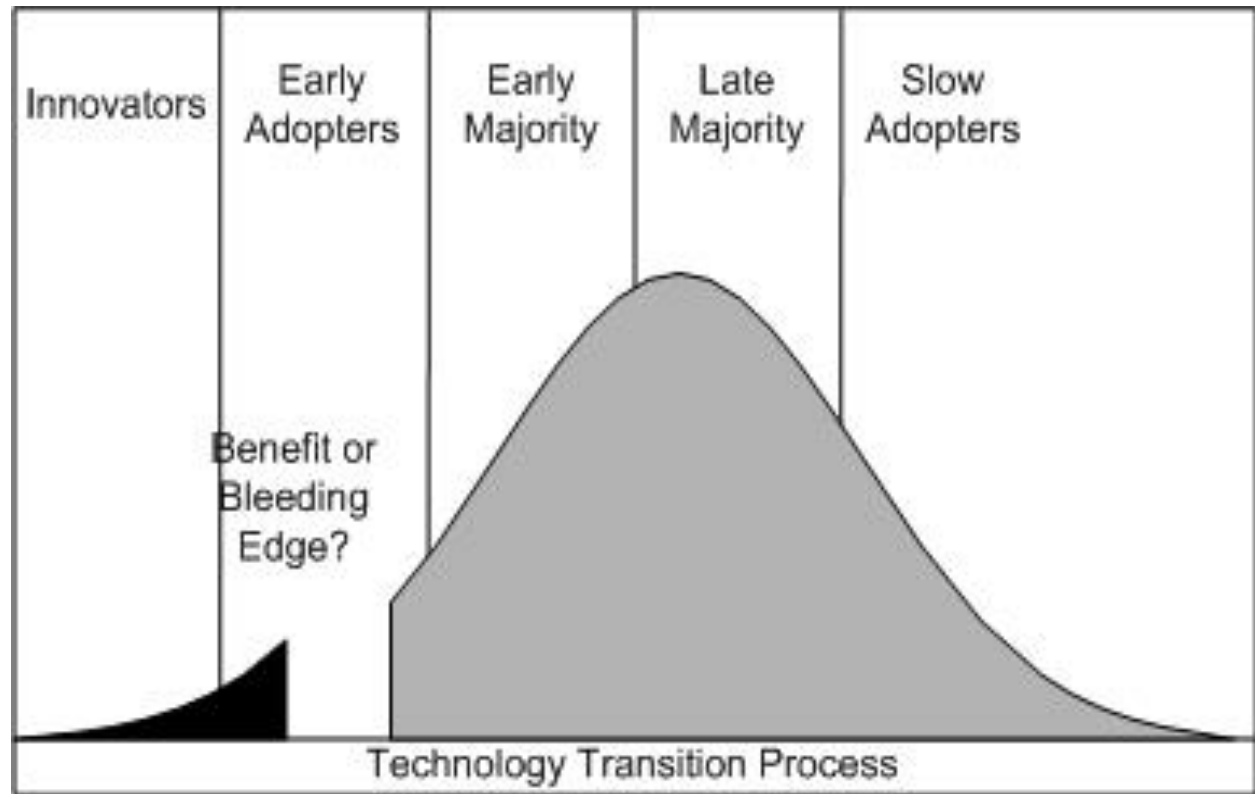 Innovators
Early
Adopters
Early
Majority
Late
Majority
Slow
Adopters
Benefit or
Bleeding
Edge?
Technology Transition Process